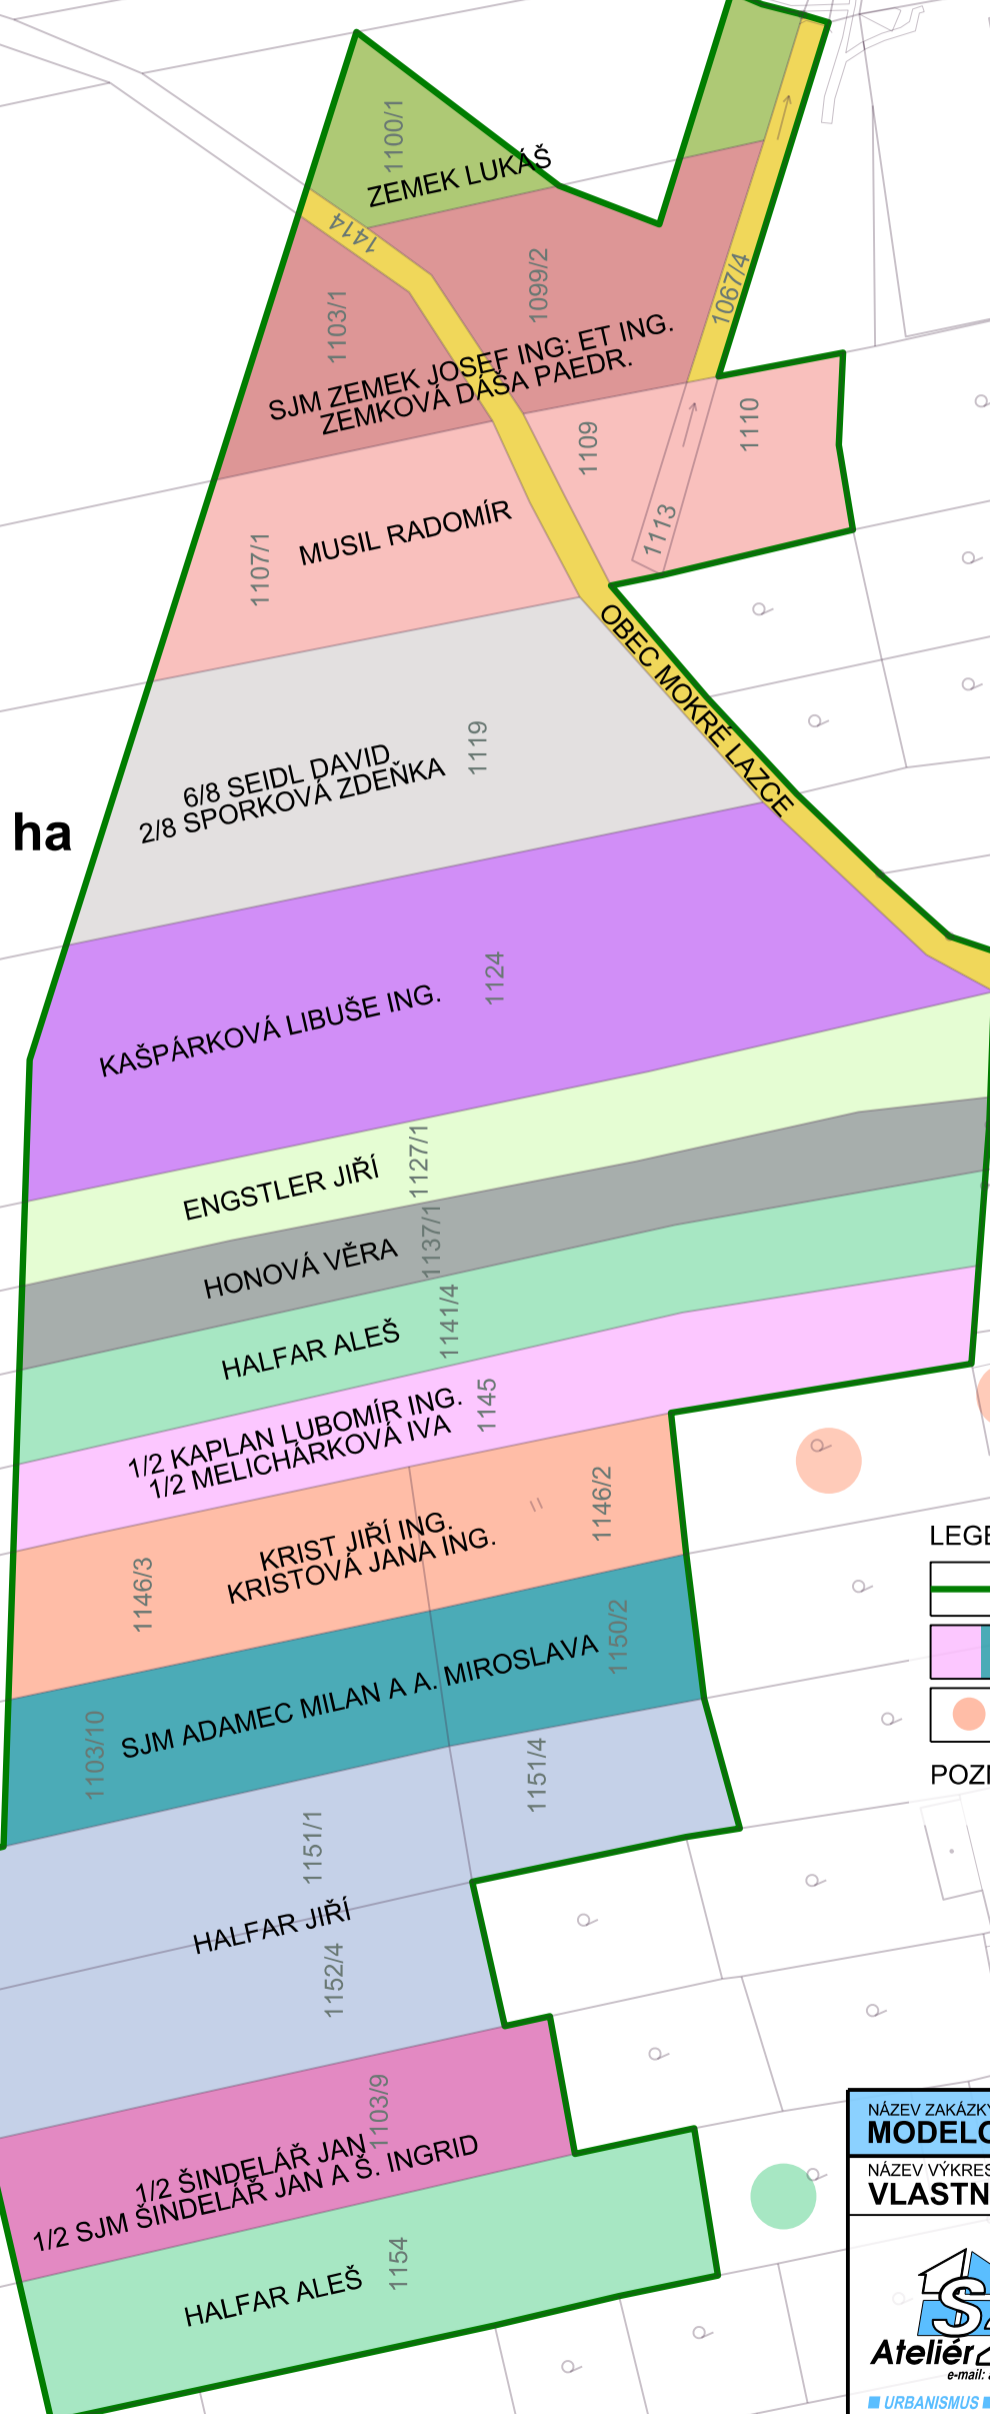 1100/1
ZEMEK LUKÁŠ
1414
1099/2
1103/1
1067/4
SJM ZEMEK JOSEF ING: ET ING.
ZEMKOVÁ DÁŠA PAEDR.
1109
1110
MUSIL RADOMÍR
1113
1107/1
OBEC MOKRÉ LAZCE
1119
6/8 SEIDL DAVID,
2/8 SPORKOVÁ ZDEŇKA
ha
1124
KAŠPÁRKOVÁ LIBUŠE ING.
1127/1
ENGSTLER JIŘÍ
1137/1
HONOVÁ VĚRA
1141/4
HALFAR ALEŠ
1145
1/2 KAPLAN LUBOMÍR ING.
1/2 MELICHÁRKOVÁ IVA
1146/2
KRIST JIŘÍ ING.
KRISTOVÁ JANA ING.
1146/3
LEGE
1150/2
SJM ADAMEC MILAN A A. MIROSLAVA
1103/10
1151/4
POZN
1151/1
HALFAR JIŘÍ
1152/4
1103/9
1/2 ŠINDELÁŘ JAN
1/2 SJM ŠINDELÁŘ JAN A Š. INGRID
1154
HALFAR ALEŠ
NÁZEV ZAKÁZKY
MODELO
NÁZEV VÝKRES
VLASTN
S
Ateliér
e-mail:
URBANISMUS